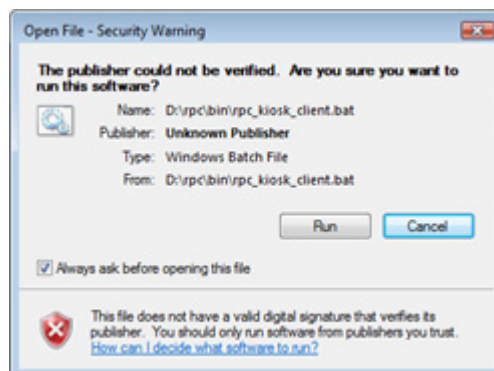 Open File - Security Warning
The publisher could not be verified.  Are you sure you want to
run this software?
Name: D:\rpc\bin\rpc_kiosk_client.bat
Publisher: Unknown Publisher
Type: Windows Batch File
From: D:\rpc\bin\rpc_kiosk_client.bat
Run Cancel
Always ask before opening this file
This file does not have a valid digital signature that verifies its
publisher.  You should only run software from publishers you trust.
How can I decide what software to run?